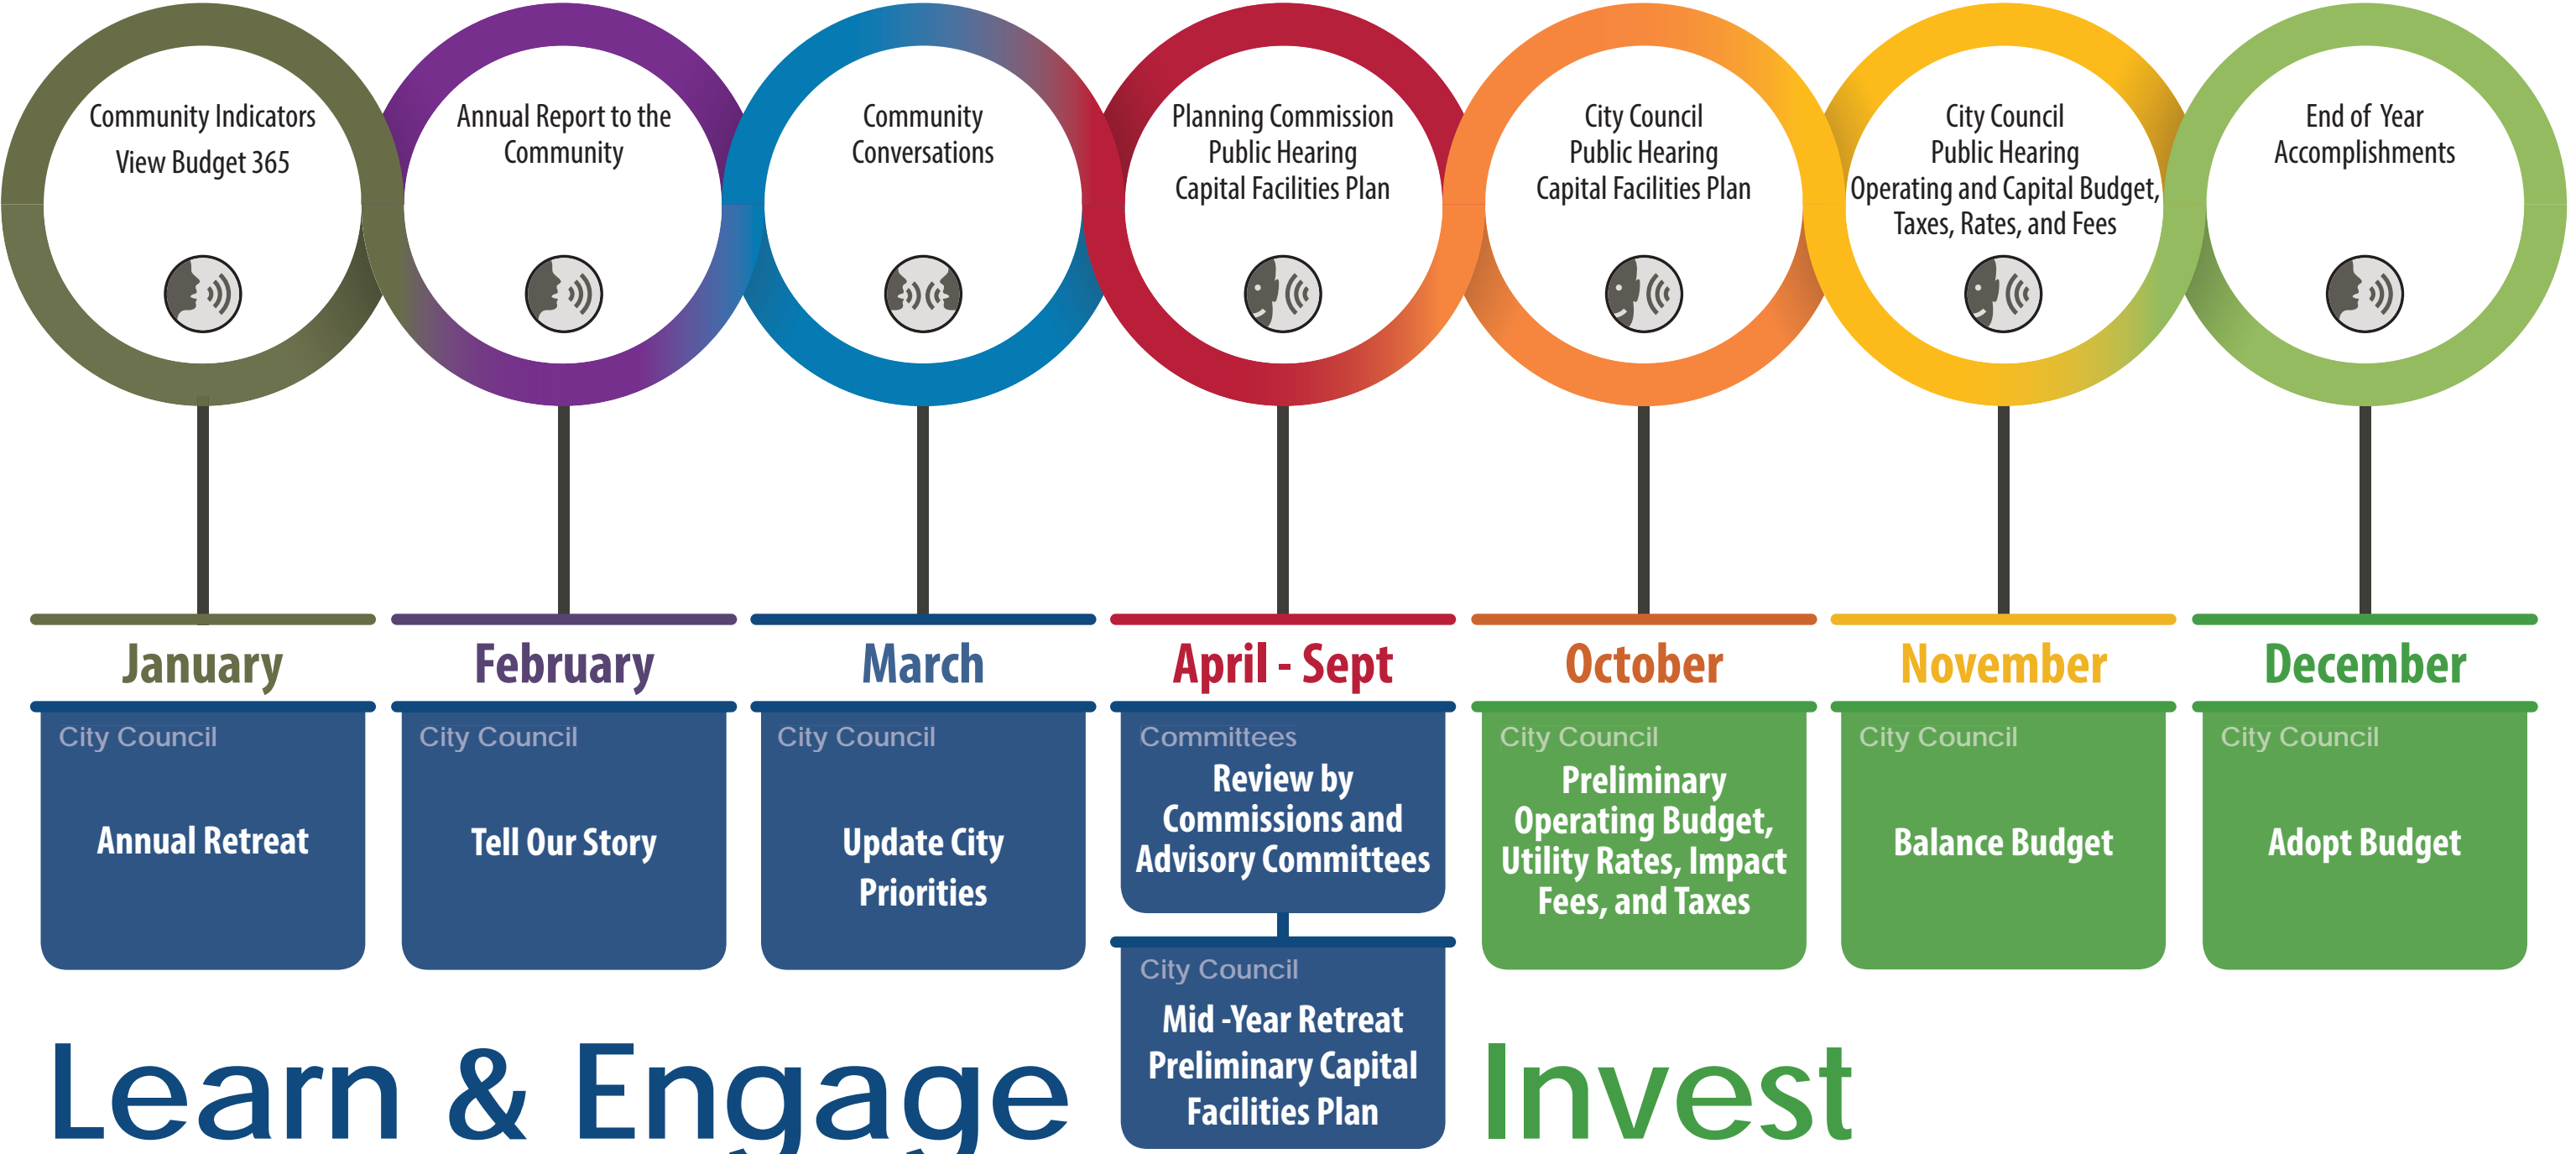 Community Indicators
View Budget 365
Annual Report to the
Community
Community
Conversations
Planning Commission
Public Hearing
Capital Facilities Plan
City Council
Public Hearing
Capital Facilities Plan
City Council
Public Hearing
Operating and Capital Budget,
Taxes, Rates, and Fees
End of Year
Accomplishments
January
February
March
April - Sept
October
November
December
City Council
Annual Retreat
City Council
Tell Our Story
City Council
Update City
Priorities
Committees
Review by
Commissions and
Advisory Committees
City Council
Mid -Year Retreat
Preliminary Capital
Facilities Plan
City Council
Preliminary
Operating Budget,
Utility Rates, Impact
Fees, and Taxes
City Council
Balance Budget
City Council
Adopt Budget
Learn & Engage
Invest